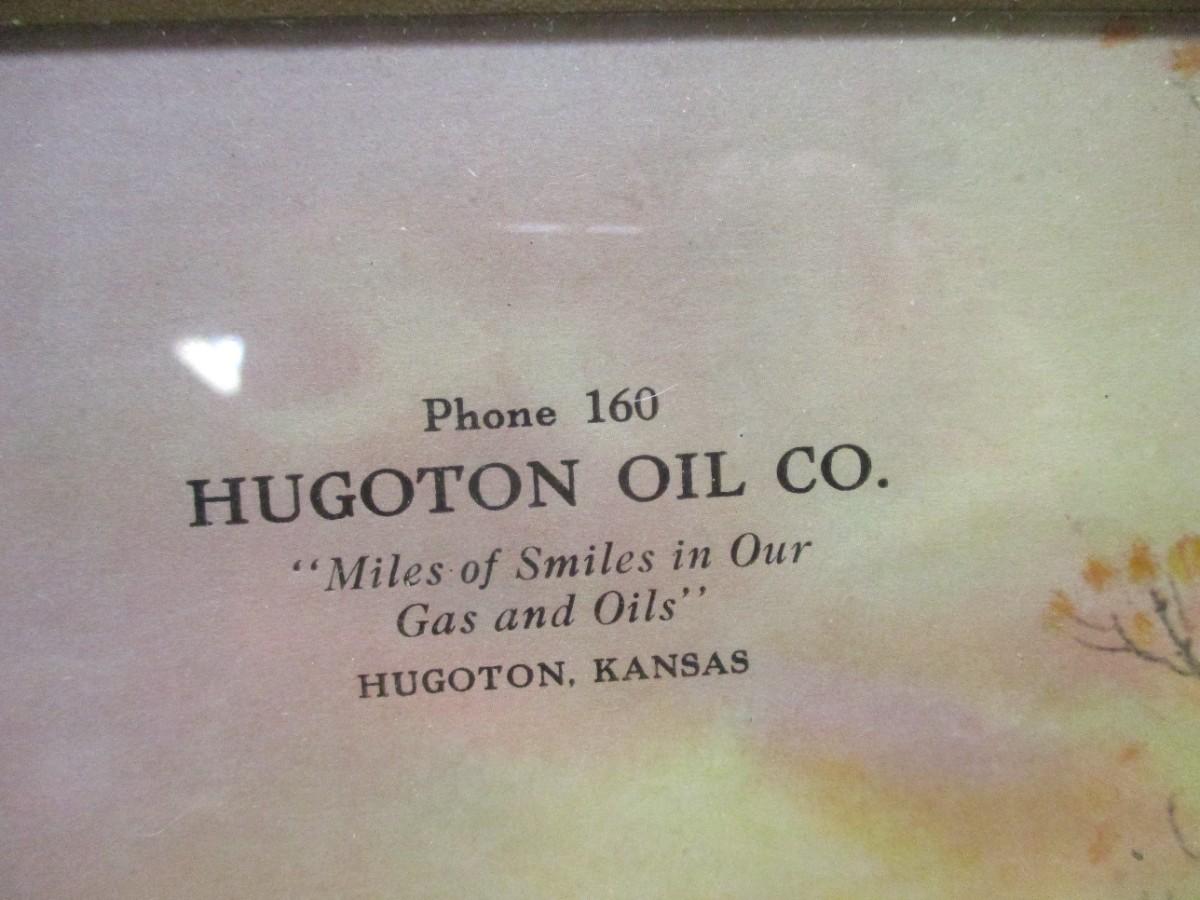 Phone 160
HUGOTON OIL CO.
“Miles of Smiles in Our
Gas and Oils”
HUGOTON, KANSAS